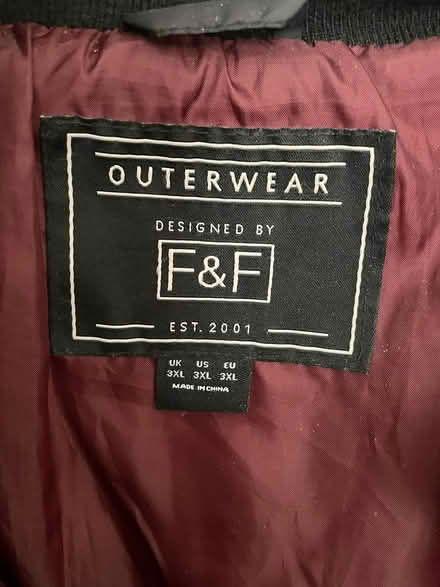 OUTERWEAR
DESIGNED BY
F&F
EST. 2001
UK US EU
3XL 3XL 3XL
MADE IN CHINA